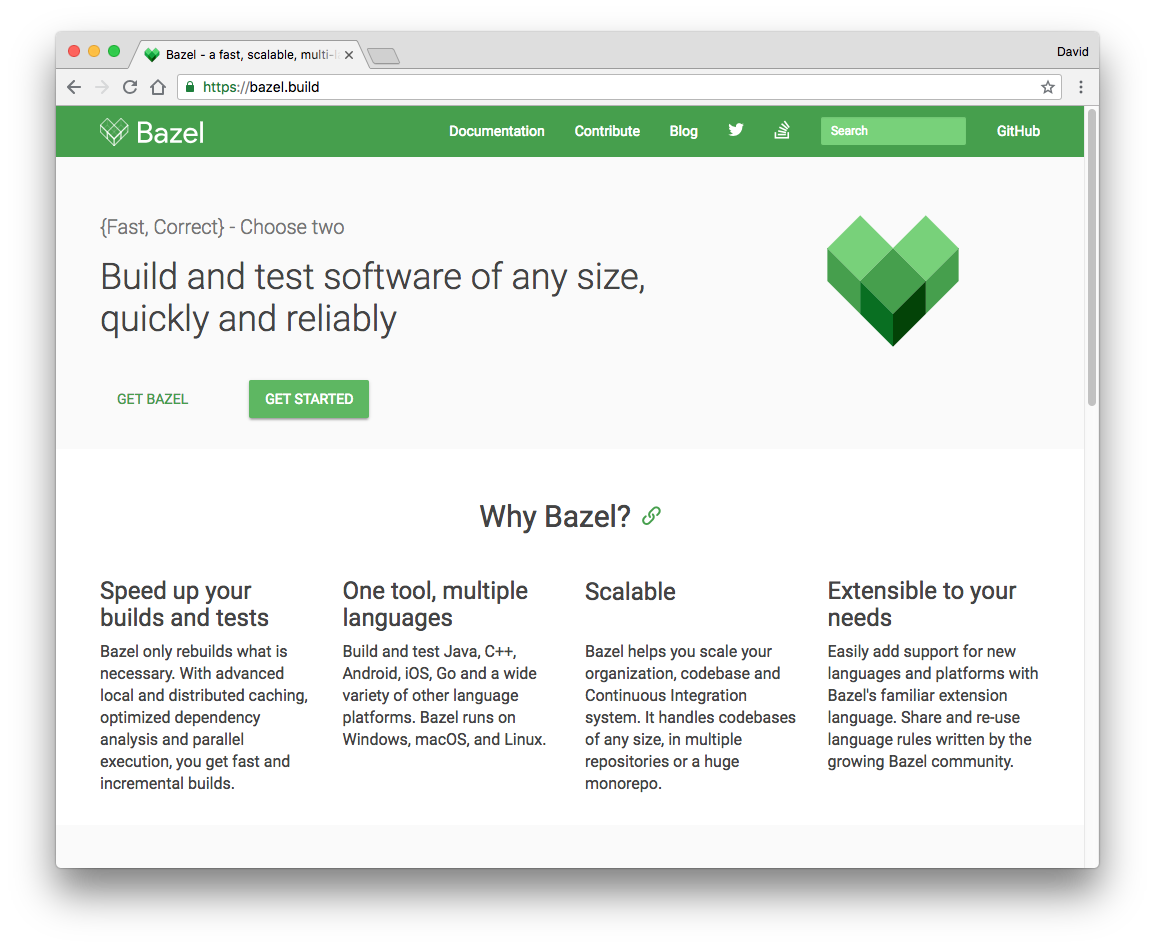 Bazel - a fast, scalable, multi-
David
https://bazel.build
Bazel
Documentation
Contribute
Blog
Search
GitHub
{Fast, Correct} - Choose two
Build and test software of any size,
quickly and reliably
GET BAZEL
GET STARTED
Why Bazel?
Speed up your
builds and tests
Bazel only rebuilds what is
necessary. With advanced
local and distributed caching,
optimized dependency
analysis and parallel
execution, you get fast and
incremental builds.
One tool, multiple
languages
Build and test Java, C++,
Android, iOS, Go and a wide
variety of other language
platforms. Bazel runs on
Windows, macOS, and Linux.
Scalable
Bazel helps you scale your
organization, codebase and
Continuous Integration
system. It handles codebases
of any size, in multiple
repositories or a huge
monorepo.
Extensible to your
needs
Easily add support for new
languages and platforms with
Bazel's familiar extension
language. Share and re-use
language rules written by the
growing Bazel community.